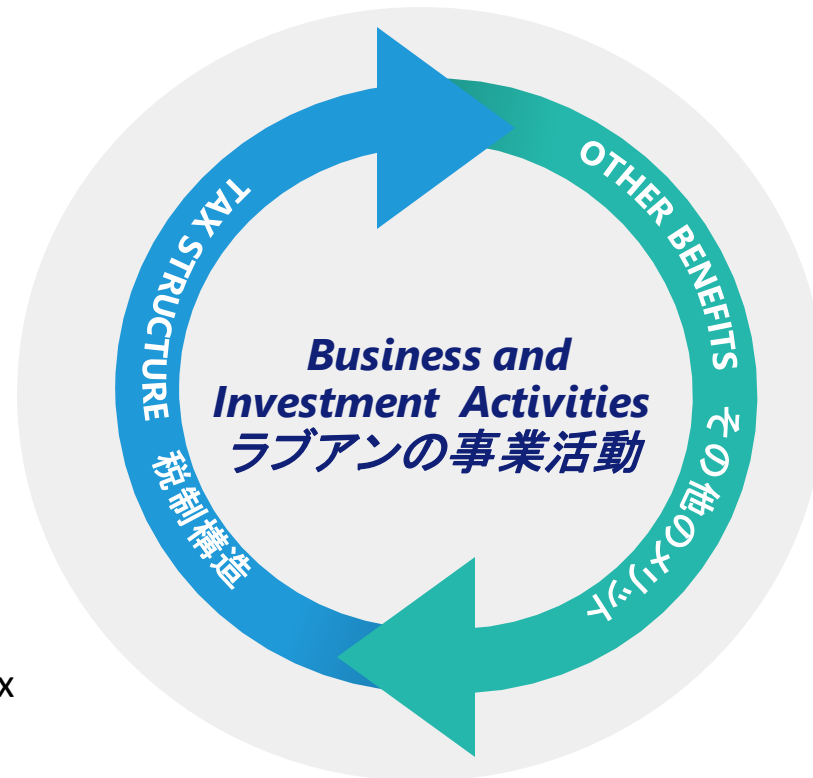 TAX STRUCTURE 税制構造
OTHER BENEFITS その他のメリット
Business and
Investment Activities
ラブアンの事業活動
x